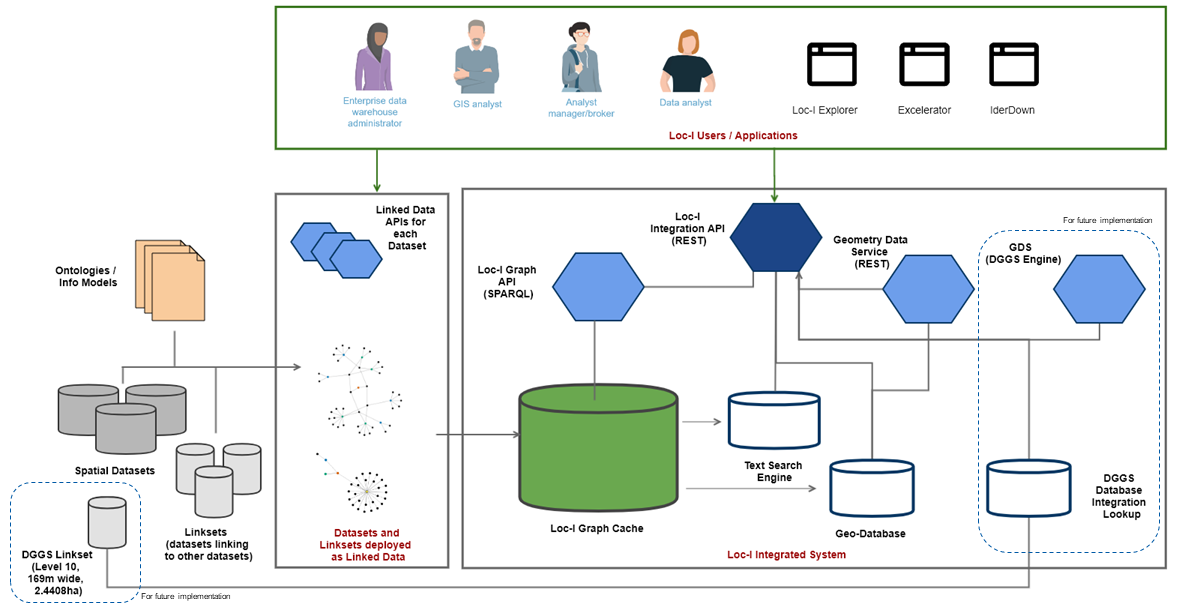 Enterprise data
warehouse
administrator
GIS analyst
Analyst
manager/broker
Data analyst
Loc-I Explorer
Excelerator
IderDown
Loc-I Users / Applications
Linked Data
APIs for
each
Dataset
Loc-I
Integration API
(REST)
For future implementation
Geometry Data
Service
(REST)
GDS
(DGGS Engine)
Loc-I Graph
API
(SPARQL)
Ontologies /
Info Models
Spatial Datasets
Text Search
Engine
DGGS
Database
Integration
Lookup
Linksets
(datasets linking
to other datasets)
Datasets and
Linksets deployed
as Linked Data
Loc-I Graph Cache
Geo-Database
Loc-I Integrated System
DGGS Linkset
(Level 10,
169m wide,
2.4408ha)
For future implementation